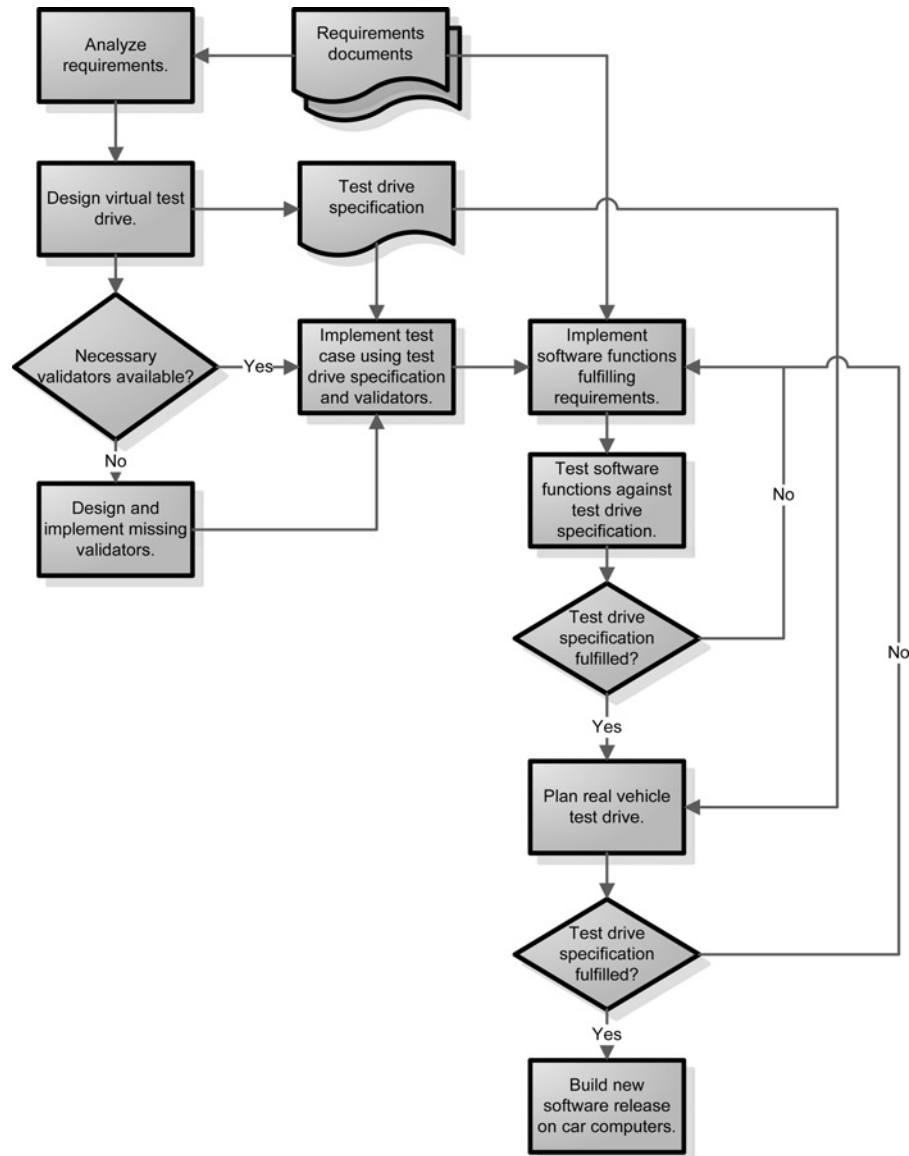 Analyze
requirements.
Requirements
documents
Design virtual test
drive.
Test drive
specification
Necessary
validators available?
Yes
Implement test
case using test
drive specification
and validators.
Implement
software functions
fulfilling
requirements.
No
Design and
implement missing
validators.
Test software
functions against
test drive
specification.
No
Test drive
specification
fulfilled?
No
Yes
Plan real vehicle
test drive.
Test drive
specification
fulfilled?
Yes
Build new
software release
on car computers.